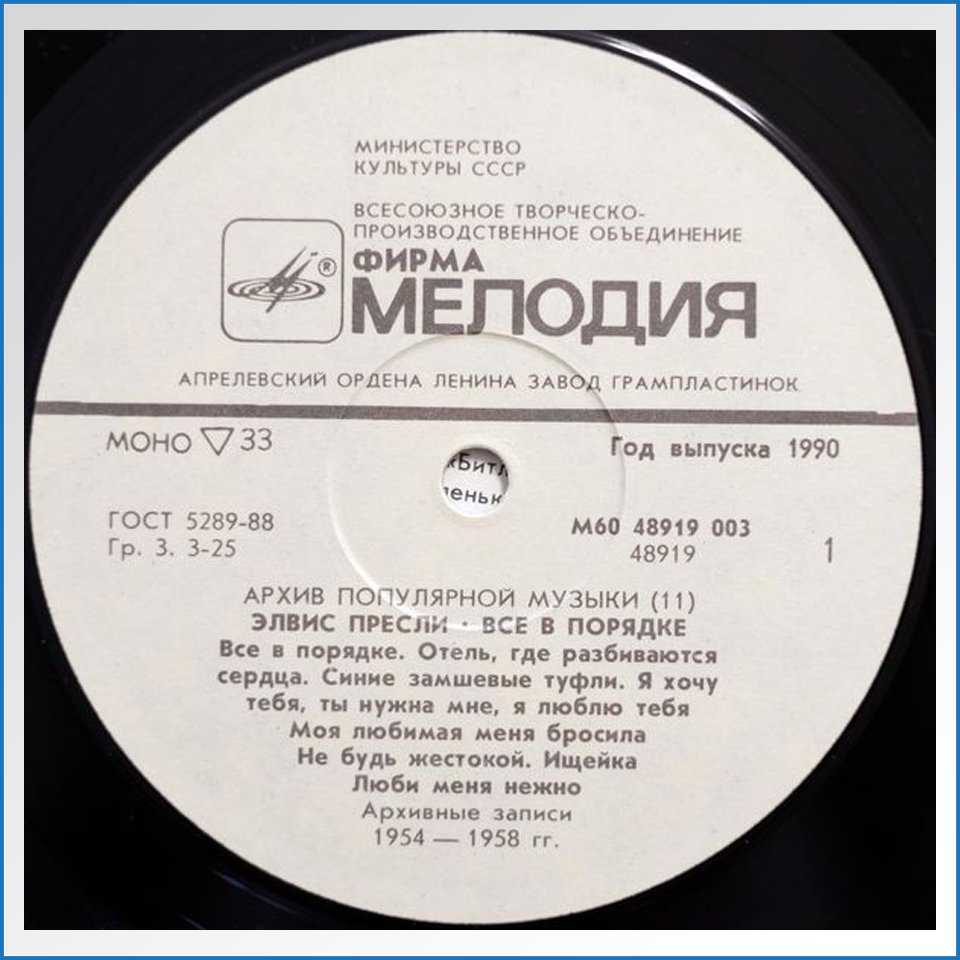 МИНИСТЕРСТВО
КУЛЬТУРЫ СССР
ВСЕСОЮЗНОЕ ТВОРЧЕСКО-
ПРОИЗВОДСТВЕННОЕ ОБЪЕДИНЕНИЕ
®
ФИРМА
МЕЛОДИЯ
АПРЕЛЕВСКИЙ ОРДЕНА ЛЕНИНА ЗАВОД ГРАМПЛАСТИНОК
МОНО ▽ 33
Год выпуска 1990
ГОСТ 5289-88
Гр. 3. 3-25
М60 48919 003
48919
1
АРХИВ ПОПУЛЯРНОЙ МУЗЫКИ (11)
ЭЛВИС ПРЕСЛИ · ВСЕ В ПОРЯДКЕ
Все в порядке. Отель, где разбиваются
сердца. Синие замшевые туфли. Я хочу
тебя, ты нужна мне, я люблю тебя
Моя любимая меня бросила
Не будь жестокой. Ищейка
Люби меня нежно
Архивные записи
1954 — 1958 гг.